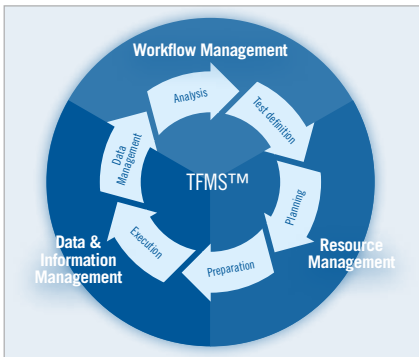 Workflow Management
Analysis
Test definition
Data
Management
TFMS™
Planning
Data &
Information
Management
Execution
Preparation
Resource
Management